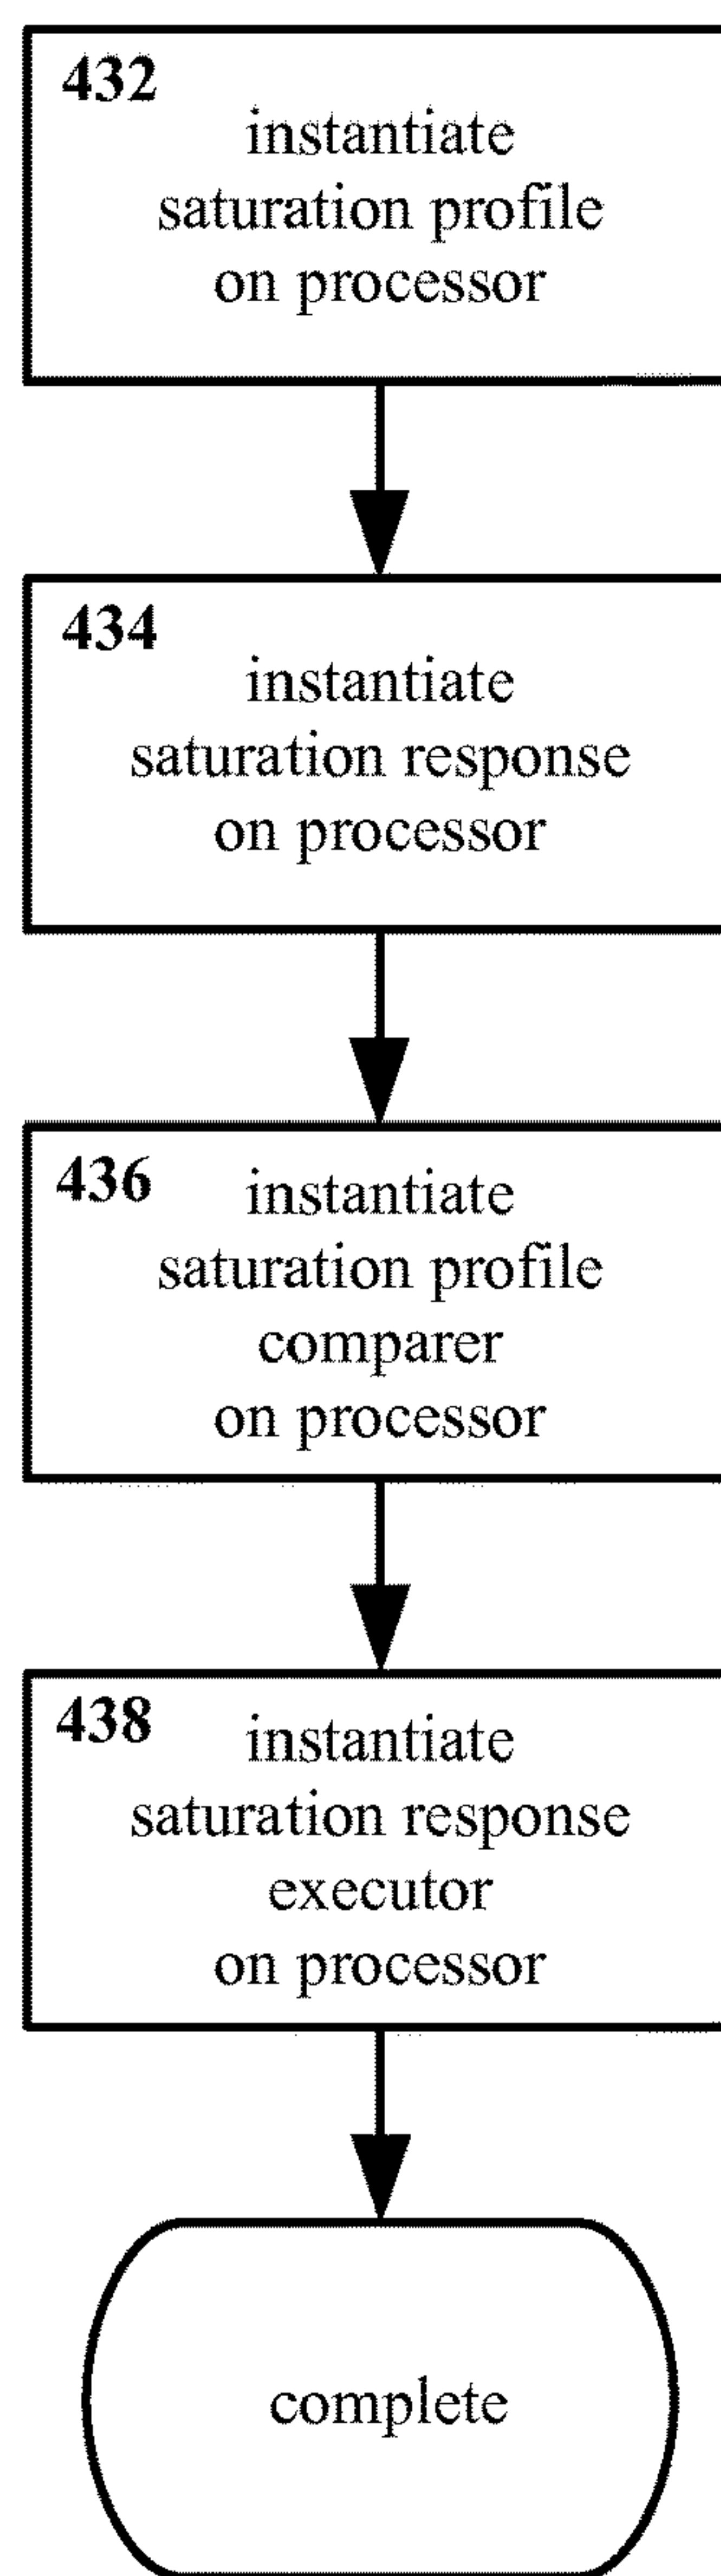 432
instantiate
saturation profile
on processor
434
instantiate
saturation response
on processor
436
instantiate
saturation profile
comparer
on processor
438
instantiate
saturation response
executor
on processor
complete